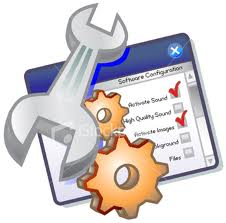 Software Configuration
Activate Sound
High Quality Sound
Activate Images
Files